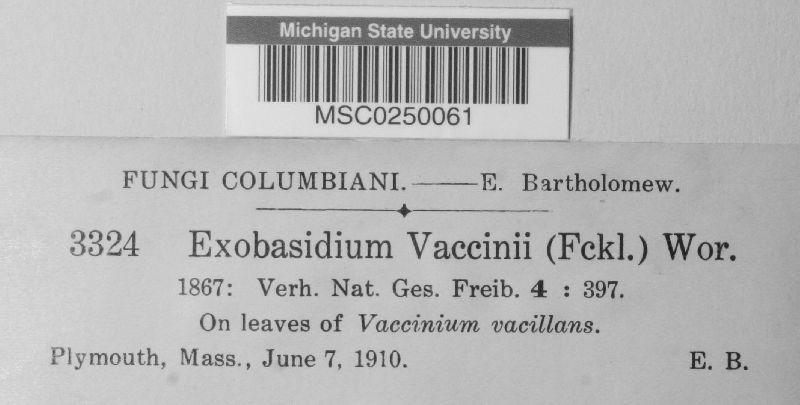 Michigan State University
MSC0250061
FUNGI COLUMBIANI.——E. Bartholomew.
3324 Exobasidium Vaccinii (Fckl.) Wor.
1867: Verh. Nat. Ges. Freib. 4 : 397.
On leaves of Vaccinium vacillans.
Plymouth, Mass., June 7, 1910. E. B.